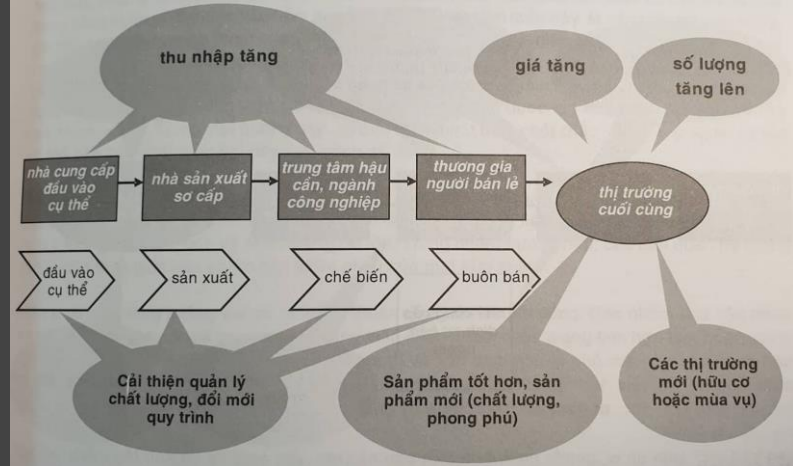 thu nhập tăng
giá tăng
số lượng
tăng lên
nhà cung cấp
đầu vào
cụ thể
nhà sản xuất
sơ cấp
trung tâm hậu
cần, ngành
công nghiệp
thương gia
người bán lẻ
thị trường
cuối cùng
đầu vào
cụ thể
sản xuất
chế biến
buôn bán
Cải thiện quản lý
chất lượng, đổi mới
quy trình
Sản phẩm tốt hơn, sản
phẩm mới (chất lượng,
phong phú)
Các thị trường
mới (hữu cơ
hoặc mùa vụ)